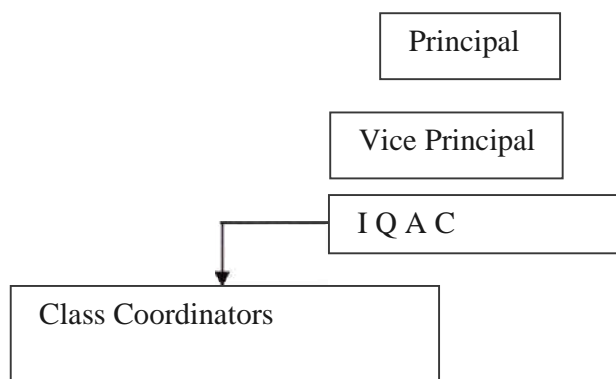 Principal
Vice Principal
I Q A C
Class Coordinators